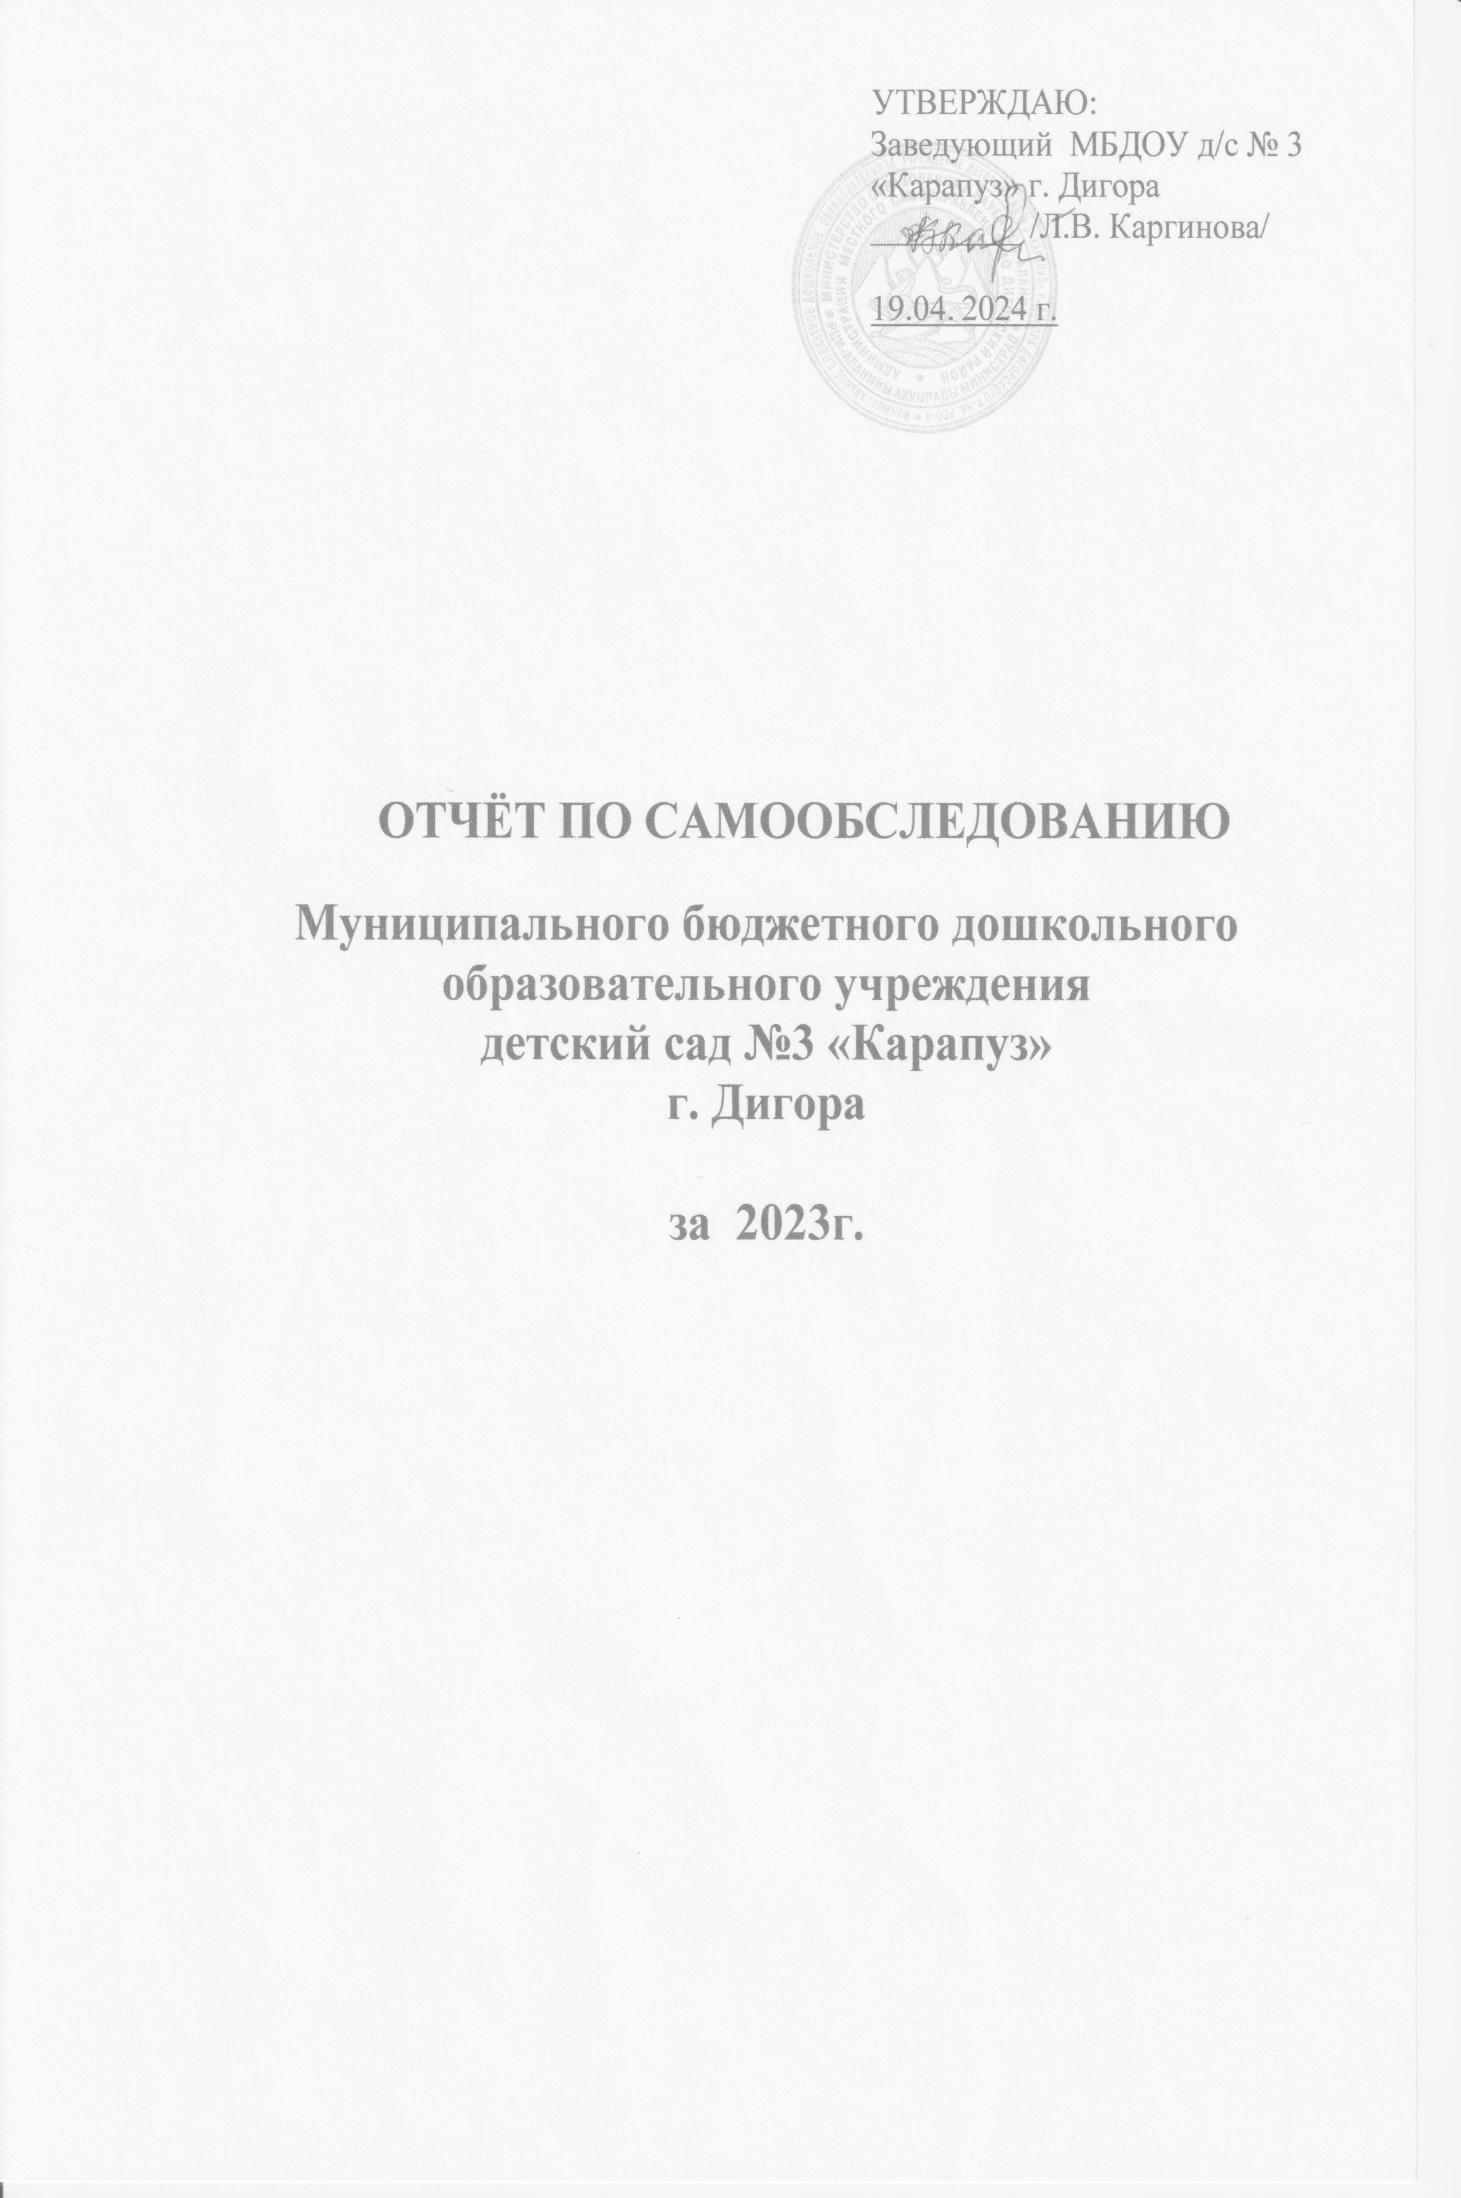 УТВЕРЖДАЮ:
Заведующий МБДОУ д/с № 3
«Карапуз» г. Дигора
/Л.В. Каргинова/
19.04. 2024 г.
ОТЧЁТ ПО САМООБСЛЕДОВАНИЮ
Муниципального бюджетного дошкольного
образовательного учреждения
детский сад №3 «Карапуз»
г. Дигора
за 2023г.